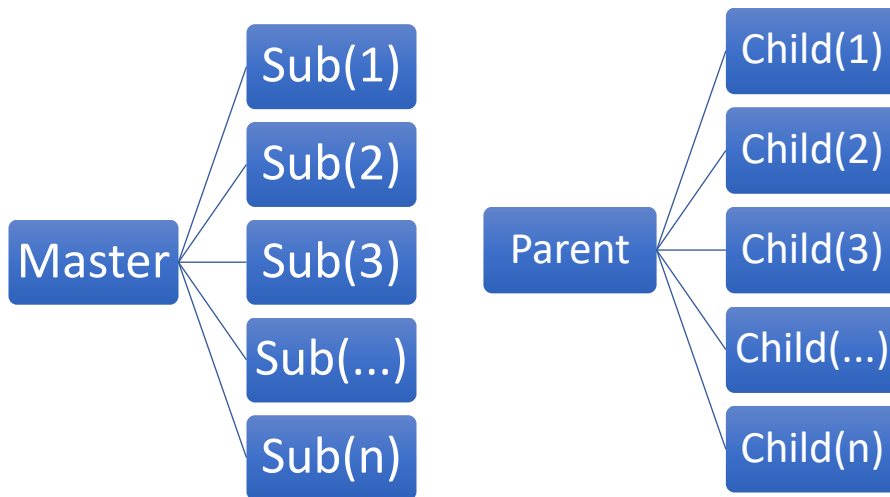 Master
Sub(1)
Sub(2)
Sub(3)
Sub(...)
Sub(n)
Parent
Child(1)
Child(2)
Child(3)
Child(...)
Child(n)